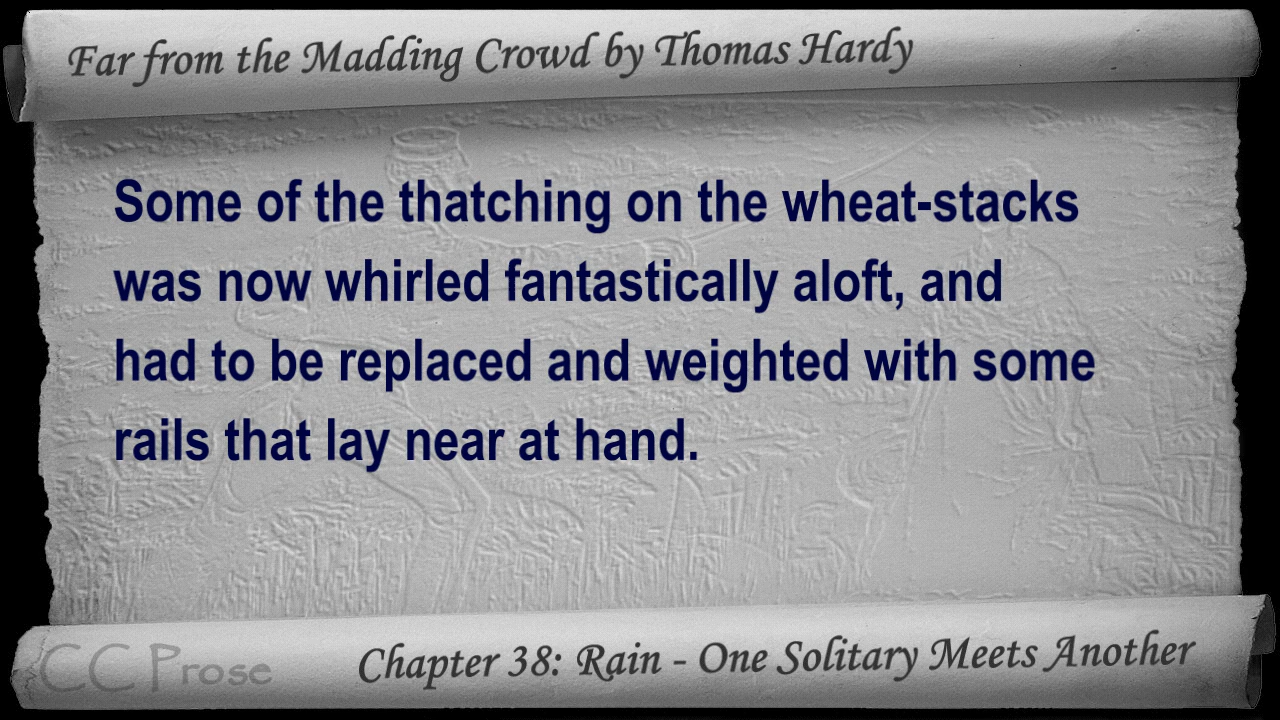 Far from the Madding Crowd by Thomas Hardy
Some of the thatching on the wheat-stacks
was now whirled fantastically aloft, and
had to be replaced and weighted with some
rails that lay near at hand.
CC Prose
Chapter 38: Rain - One Solitary Meets Another